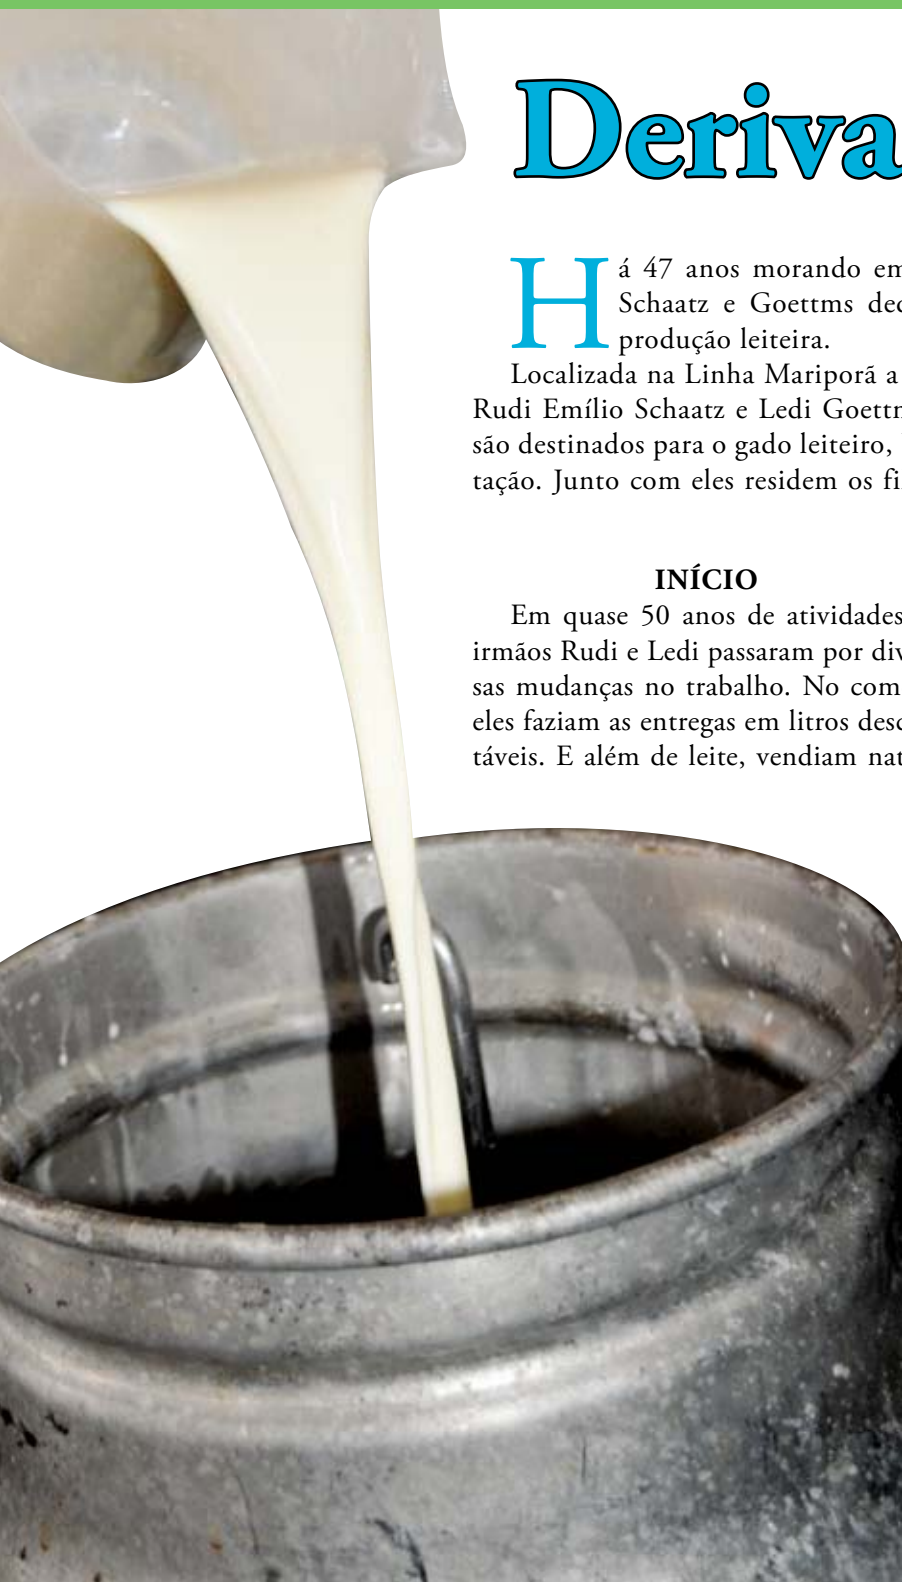 Deriva
Há 47 anos morando em
Schaatz e Goettms dec
produção leiteira.
Localizada na Linha Mariporã a
Rudi Emílio Schaatz e Ledi Goettm
são destinados para o gado leiteiro,
tação. Junto com eles residem os fi
INÍCIO
Em quase 50 anos de atividades
irmãos Rudi e Ledi passaram por div
sas mudanças no trabalho. No com
eles faziam as entregas em litros desc
táveis. E além de leite, vendiam nat